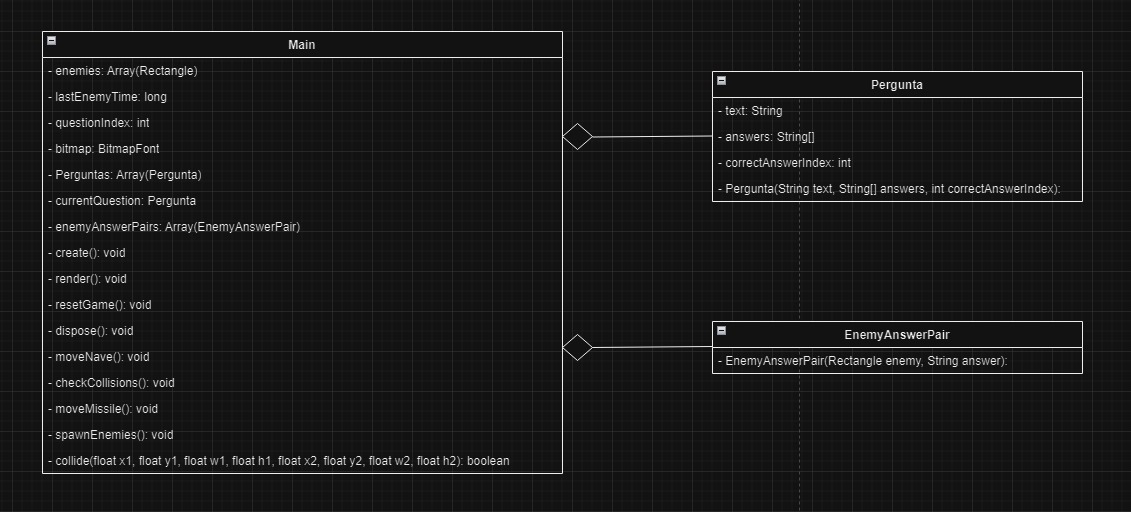 Main
- enemies: Array(Rectangle)
- lastEnemyTime: long
- questionIndex: int
- bitmap: BitmapFont
- Perguntas: Array(Pergunta)
- currentQuestion: Pergunta
- enemyAnswerPairs: Array(EnemyAnswerPair)
- create(): void
- render(): void
- resetGame(): void
- dispose(): void
- moveNave(): void
- checkCollisions(): void
- moveMissile(): void
- spawnEnemies(): void
- collide(float x1, float y1, float w1, float h1, float x2, float y2, float w2, float h2): boolean
Pergunta
- text: String
- answers: String[]
- correctAnswerIndex: int
- Pergunta(String text, String[] answers, int correctAnswerIndex):
EnemyAnswerPair
- EnemyAnswerPair(Rectangle enemy, String answer):